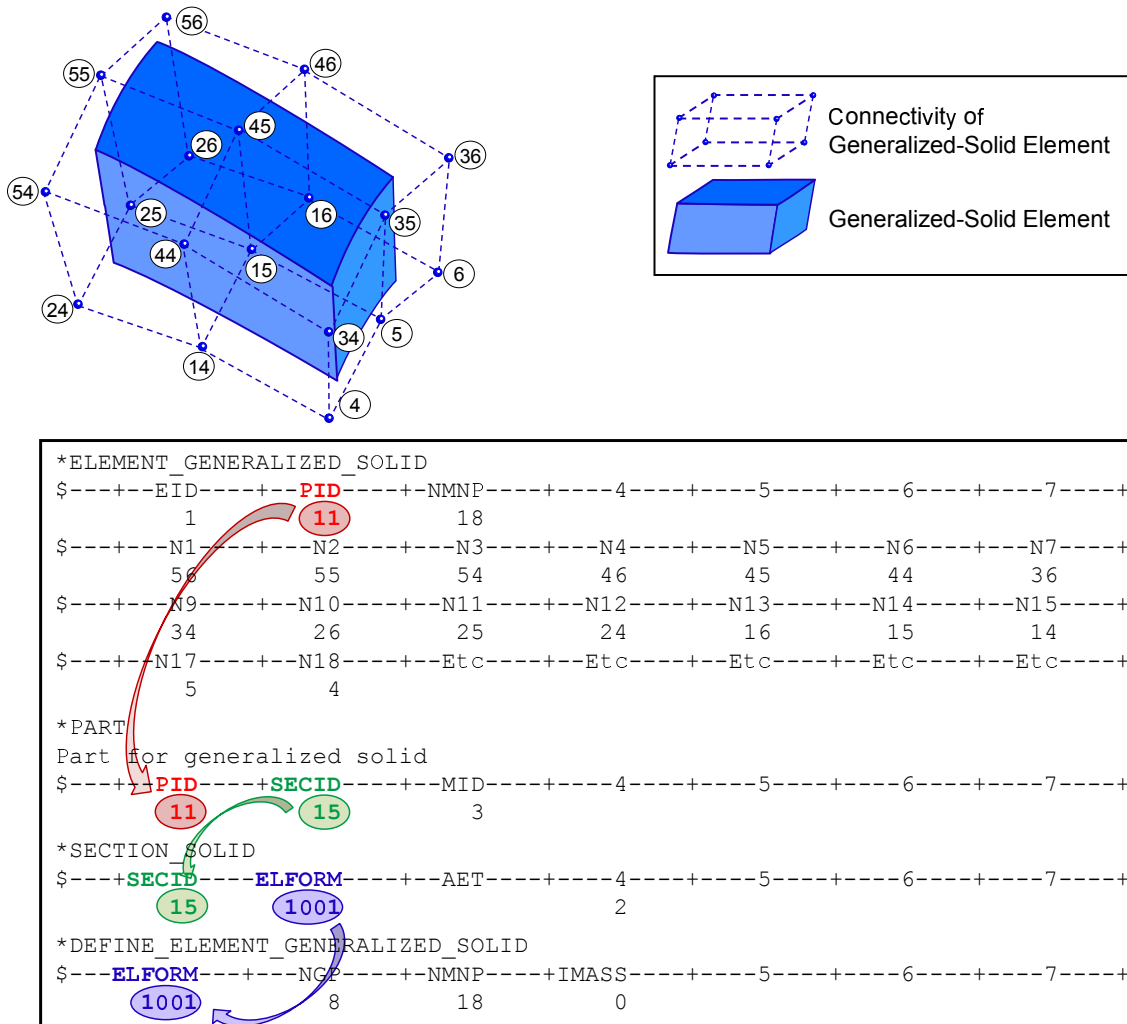 56
46
55
45
26
36
54
25
16
35
44
15
6
24
34
5
14
4
Connectivity of
Generalized-Solid Element
Generalized-Solid Element
*ELEMENT_GENERALIZED_SOLID
$---+--EID----+--PID----+-NMNP----+----4----+----5----+----6----+----7----+
1 11 18
$---+---N1----+---N2----+---N3----+---N4----+---N5----+---N6----+---N7----+
56 55 54 46 45 44 36
$---+---N9----+--N10----+--N11----+--N12----+--N13----+--N14----+--N15----+
34 26 25 24 16 15 14
$---+--N17----+--N18----+--Etc----+--Etc----+--Etc----+--Etc----+--Etc----+
5 4
*PART
Part for generalized solid
$---+--PID----+SECID----+--MID----+----4----+----5----+----6----+----7----+
11 15 3
*SECTION_SOLID
$---+SECID----ELFORM----+--AET----+----4----+----5----+----6----+----7----+
15 1001 2
*DEFINE_ELEMENT_GENERALIZED_SOLID
$---ELFORM---+---NGP----+-NMNP----+IMASS----+----5----+----6----+----7----+
1001 8 18 0